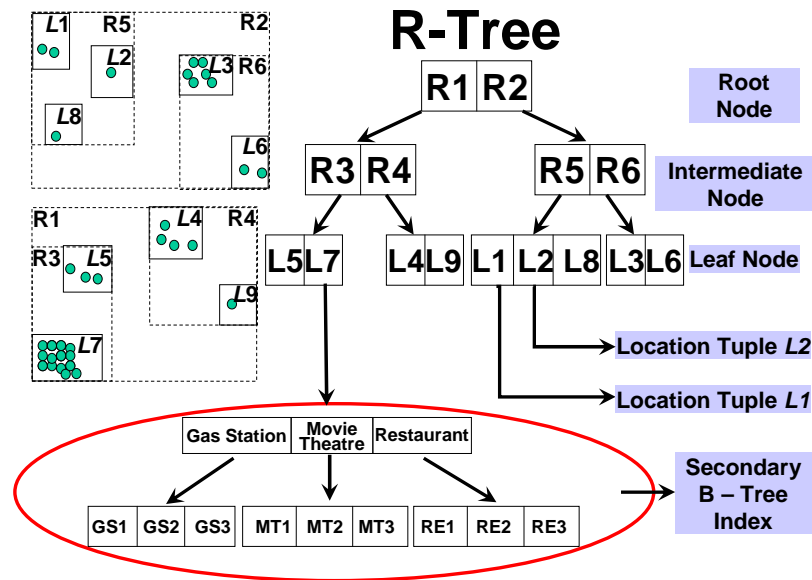 R-Tree
L1
R5
R2
L2
L3
R6
L8
L6
R1
L4
R4
R3
L5
L9
L7
R1 R2
Root
Node
R3 R4
R5 R6
Intermediate
Node
L5 L7
L4 L9
L1 L2 L8
L3 L6
Leaf Node
Location Tuple L2
Location Tuple L1
Gas Station
Movie
Theatre
Restaurant
GS1 GS2 GS3
MT1 MT2 MT3
RE1 RE2 RE3
Secondary
B – Tree
Index